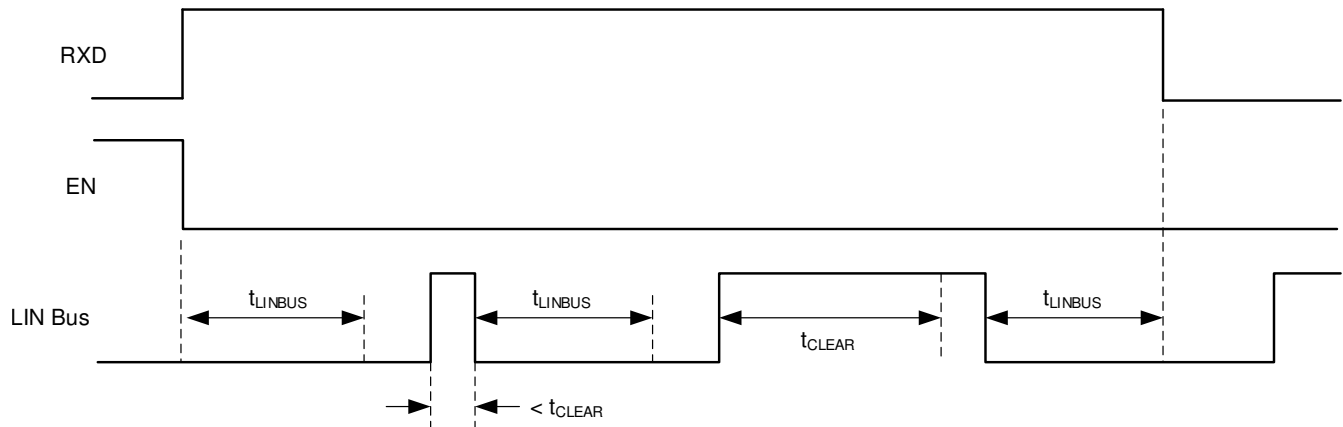 RXD
EN
LIN Bus
tLINBUS
tLINBUS
tCLEAR
tLINBUS
< tCLEAR